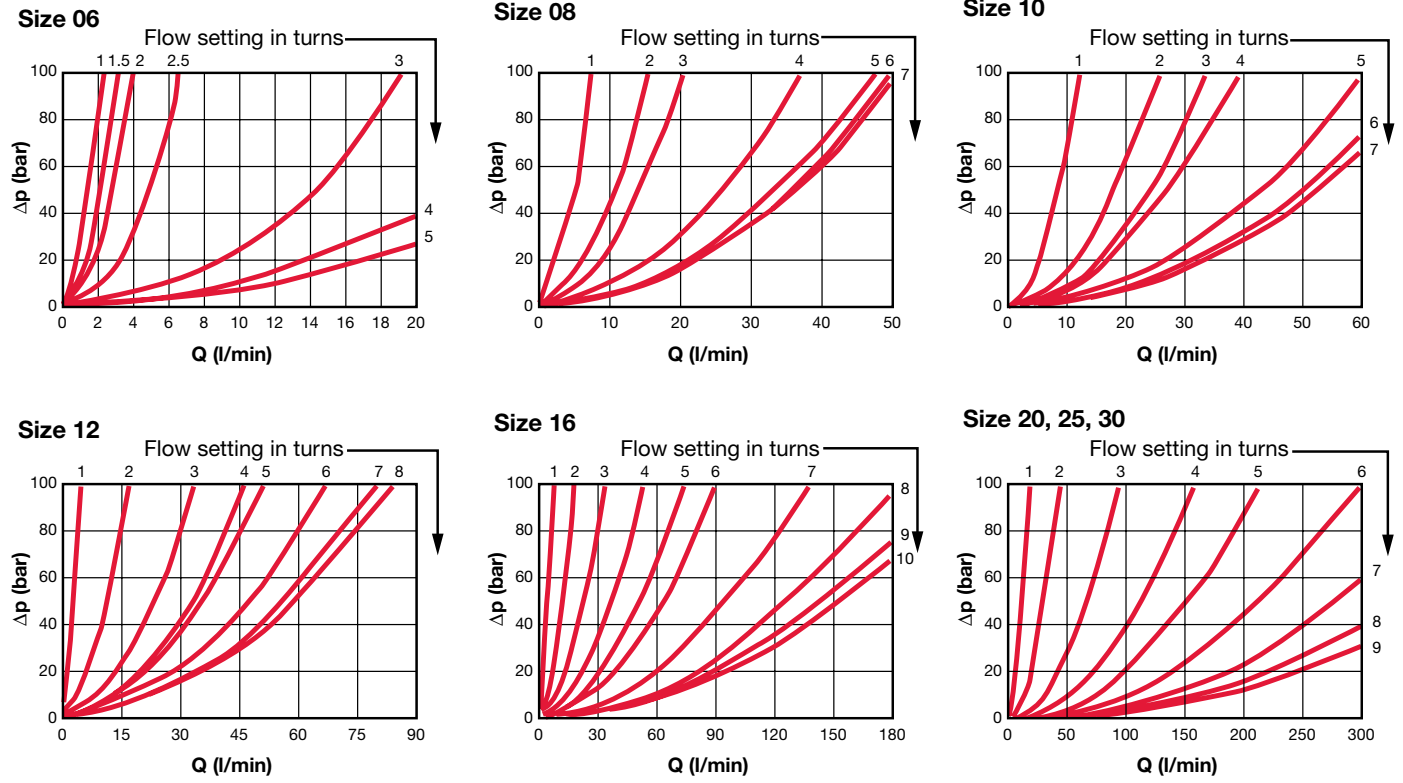 Size 06
Flow setting in turns
1 1.5 2 2.5 3
100
80
60
40
20
0
4
5
Δp (bar)
0 2 4 6 8 10 12 14 16 18 20
Q (l/min)
Size 08
Flow setting in turns
1 2 3 4 5 6
7
100
80
60
40
20
0
Δp (bar)
0 10 20 30 40 50
Q (l/min)
Size 10
Flow setting in turns
1 2 3 4 5
6
7
100
80
60
40
20
0
Δp (bar)
0 10 20 30 40 50 60
Q (l/min)
Size 12
Flow setting in turns
1 2 3 4 5 6 7 8
100
80
60
40
20
0
Δp (bar)
0 15 30 45 60 75 90
Q (l/min)
Size 16
Flow setting in turns
1 2 3 4 5 6 7
8
9
10
100
80
60
40
20
0
Δp (bar)
0 30 60 90 120 150 180
Q (l/min)
Size 20, 25, 30
Flow setting in turns
1 2 3 4 5 6
7
8
9
100
80
60
40
20
0
Δp (bar)
0 50 100 150 200 250 300
Q (l/min)